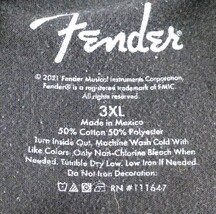 Fender
© 2021 Fender Musical Instruments Corporation.
Fender® is a registered trademark of FMIC.
All rights reserved.
3XL
Made in Mexico
50% Cotton 50% Polyester
Turn Inside Out. Machine Wash Cold With
Like Colors. Only Non-Chlorine Bleach When
Needed. Tumble Dry Low. Low Iron If Needed.
Do Not Iron Decoration.
RN #111647